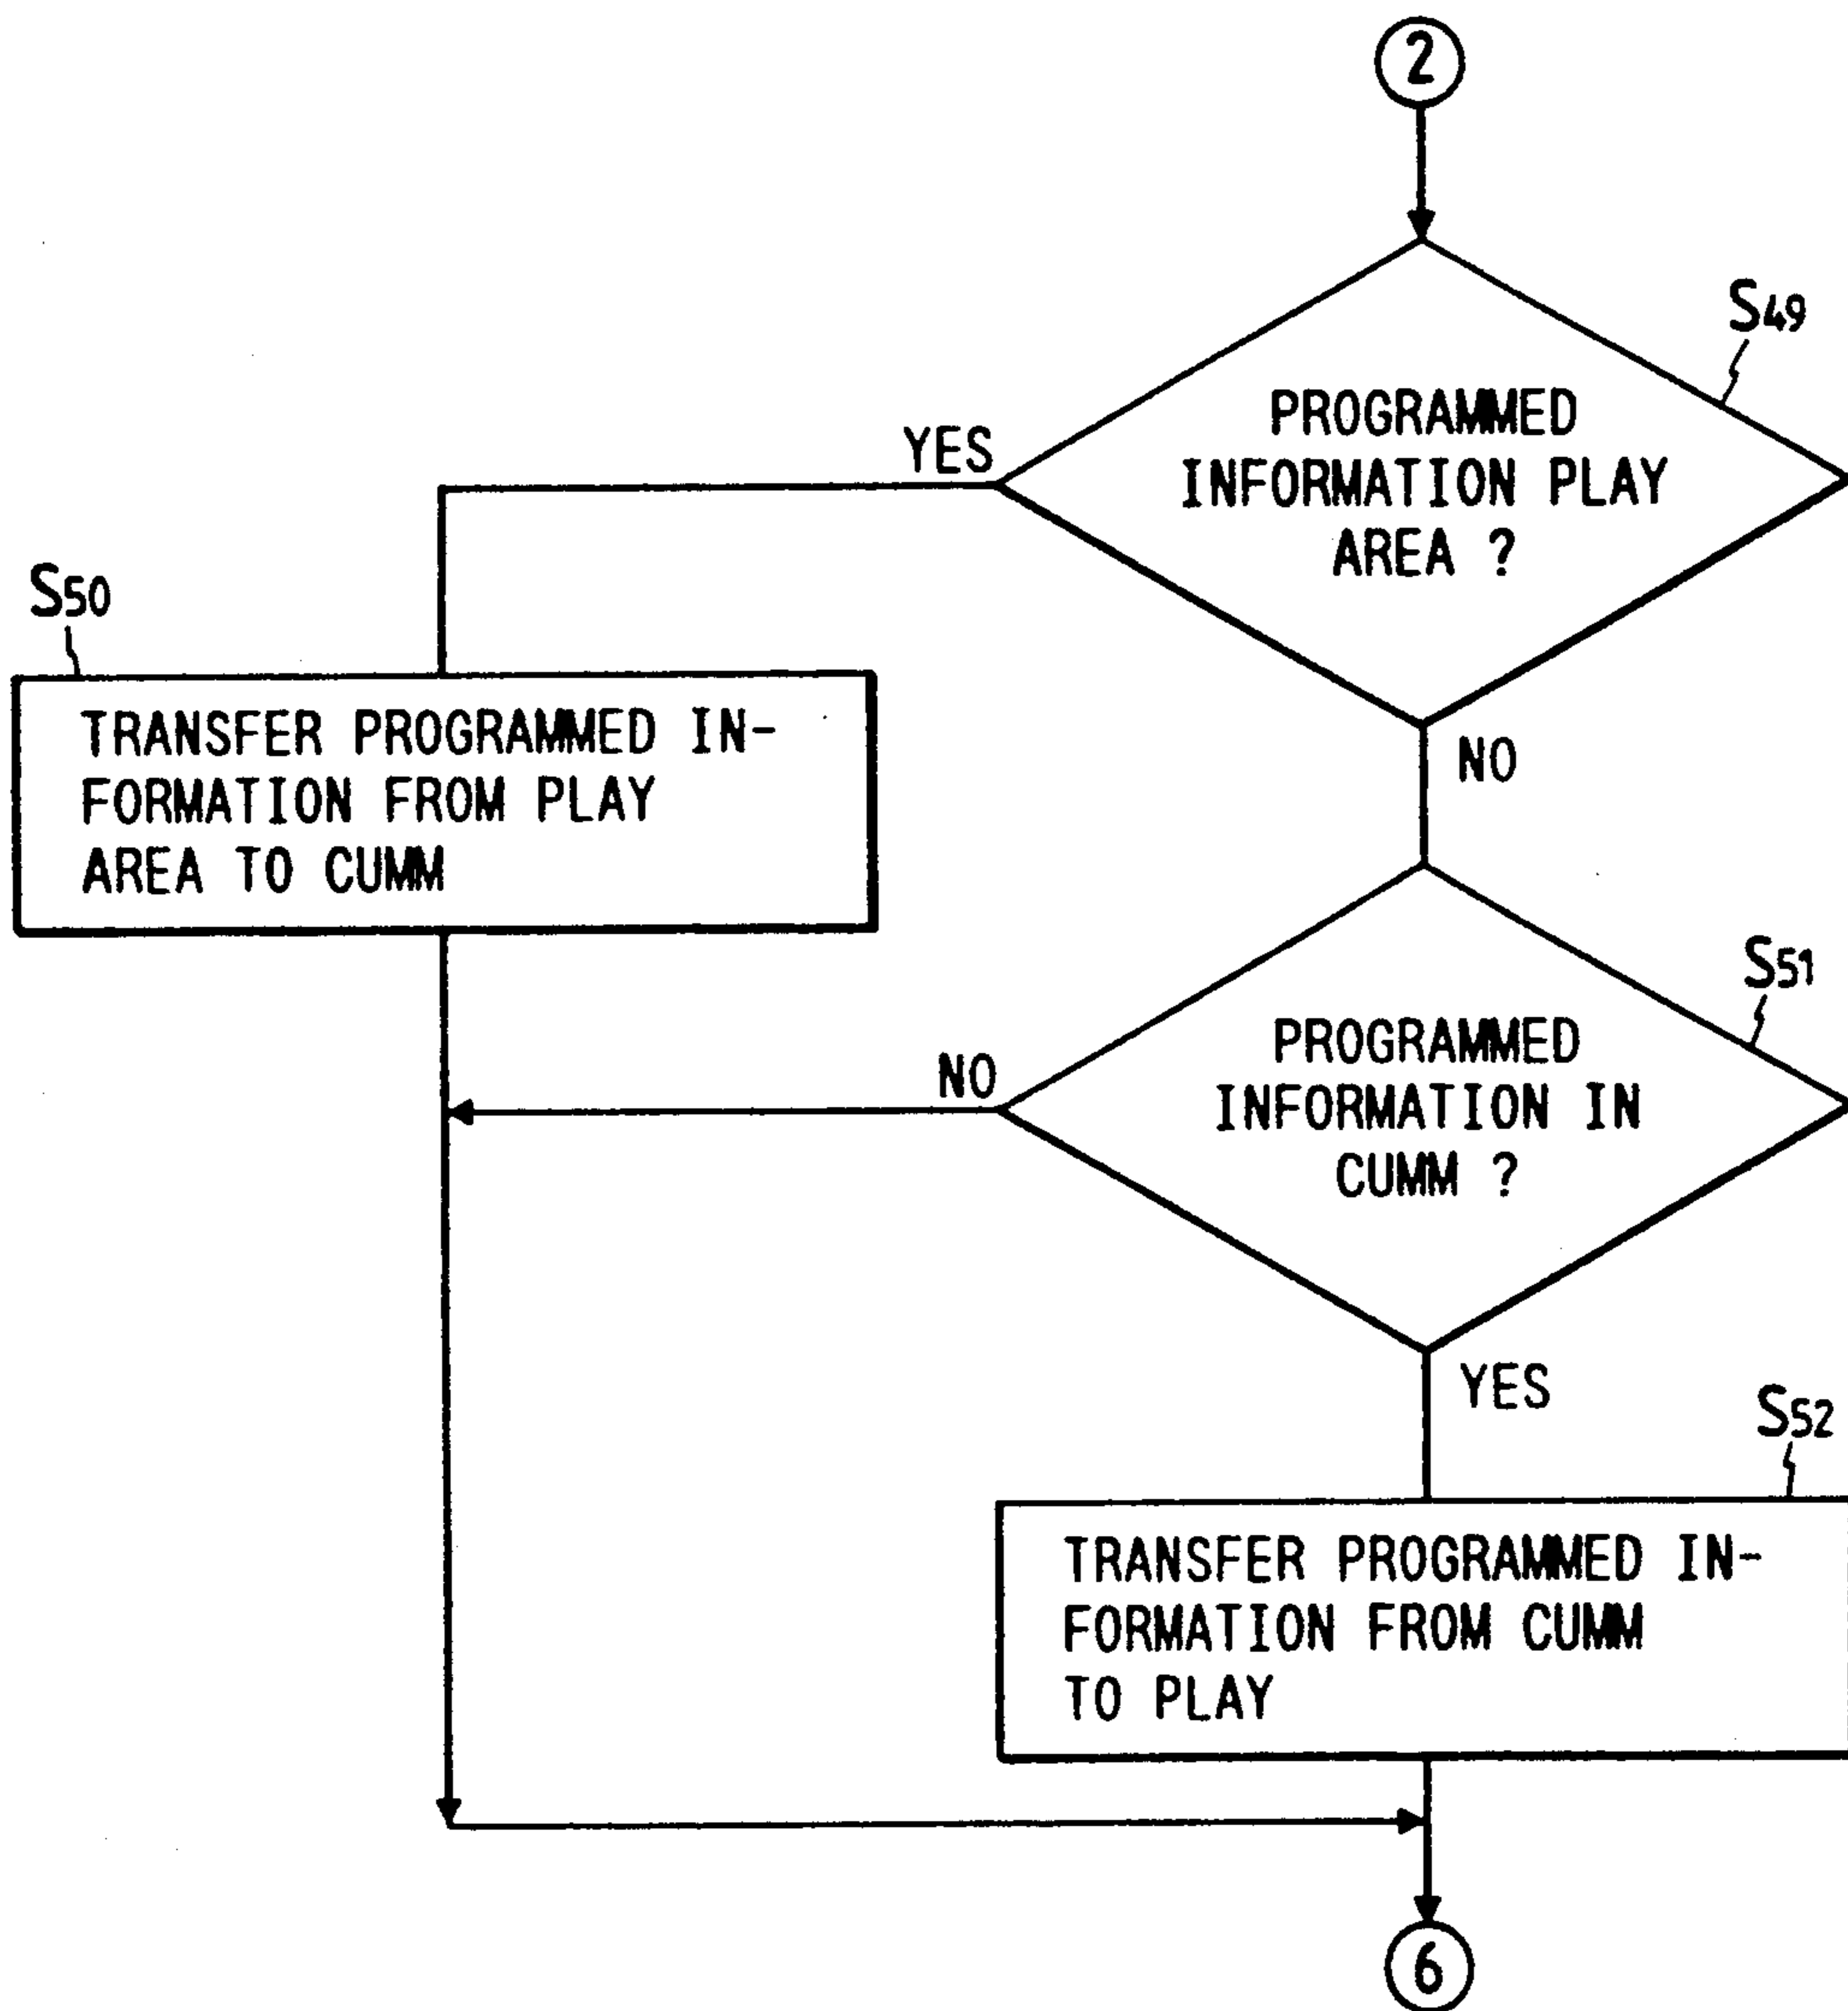 2
S49
PROGRAMMED
INFORMATION PLAY
AREA ?
YES
NO
S50
TRANSFER PROGRAMMED IN-
FORMATION FROM PLAY
AREA TO CUMM
S51
PROGRAMMED
INFORMATION IN
CUMM ?
NO
YES
S52
TRANSFER PROGRAMMED IN-
FORMATION FROM CUMM
TO PLAY
6